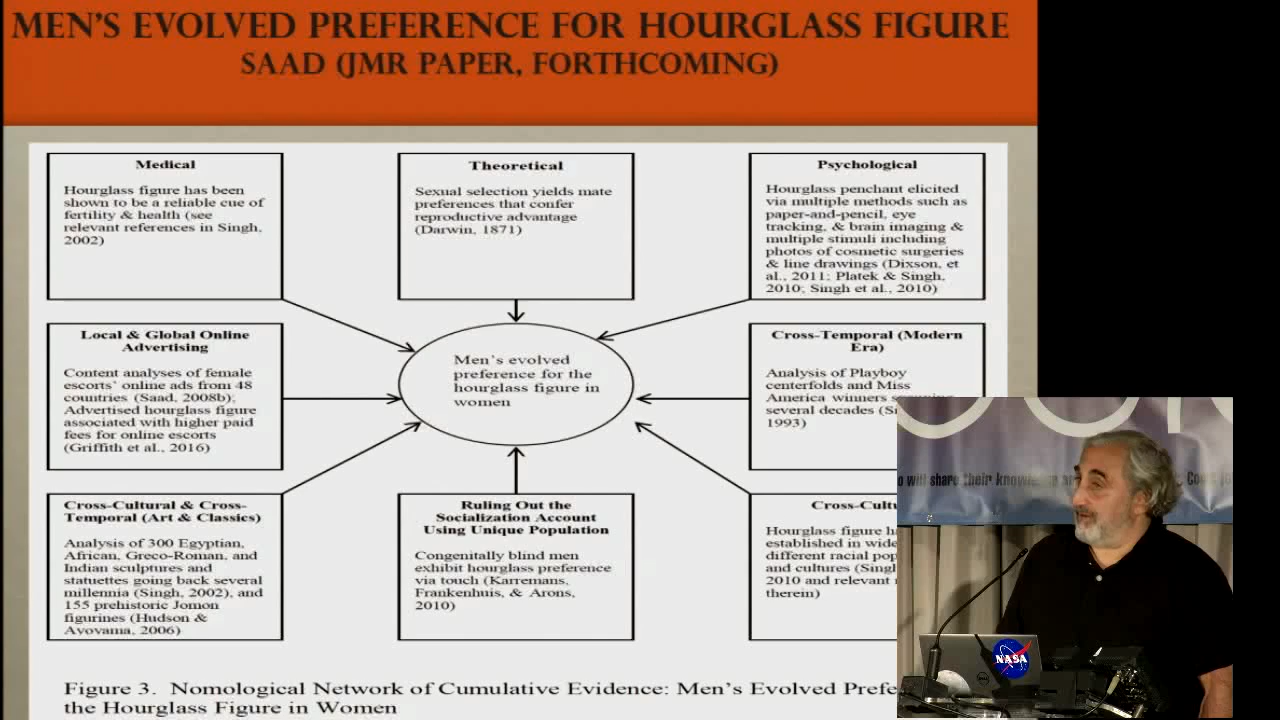 MEN'S EVOLVED PREFERENCE FOR HOURGLASS FIGURE
SAAD (JMR PAPER, FORTHCOMING)
Medical
Hourglass figure has been
shown to be a reliable cue of
fertility & health (see
relevant references in Singh,
2002)
Theoretical
Sexual selection yields mate
preferences that confer
reproductive advantage
(Darwin, 1871)
Psychological
Hourglass penchant elicited
via multiple methods such as
paper-and-pencil, eye
tracking, & brain imaging &
multiple stimuli including
photos of cosmetic surgeries
& line drawings (Dixson, et
al., 2011; Platek & Singh,
2010; Singh et al., 2010)
Local & Global Online
Advertising
Content analyses of female
escorts' online ads from 48
countries (Saad, 2008b);
Advertised hourglass figure
associated with higher paid
fees for online escorts
(Griffith et al., 2016)
Men's evolved
preference for the
hourglass figure in
women
Cross-Temporal (Modern
Era)
Analysis of Playboy
centerfolds and Miss
America winners
several decades
1993)
Cross-Cultural & Cross-
Temporal (Art & Classics)
Analysis of 300 Egyptian,
African, Greco-Roman, and
Indian sculptures and
statuettes going back several
millennia (Singh, 2002), and
155 prehistoric Jomon
figurines (Hudson &
Aoyama, 2006)
Ruling Out the
Socialization Account
Using Unique Population
Congenitally blind men
exhibit hourglass preference
via touch (Karremans,
Frankenhuis, & Arons,
2010)
Hourglass figure
established in
different racial
and cultures
2010 and relevant
therein)
Figure 3. Nomological Network of Cumulative Evidence: Men's Evolved
the Hourglass Figure in Women
will share their
NASA